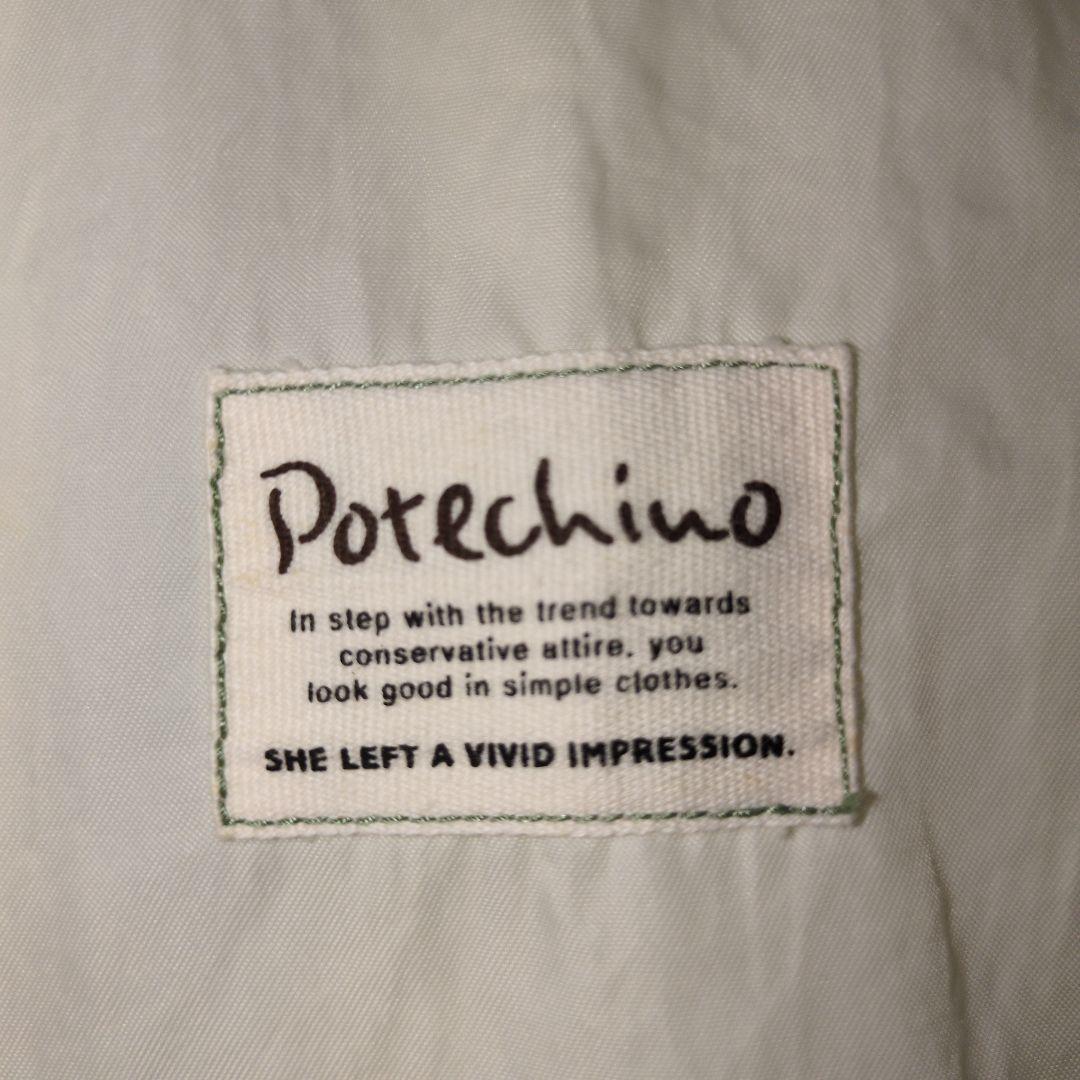 Potechino
In step with the trend towards
conservative attire. you
look good in simple clothes.
SHE LEFT A VIVID IMPRESSION.